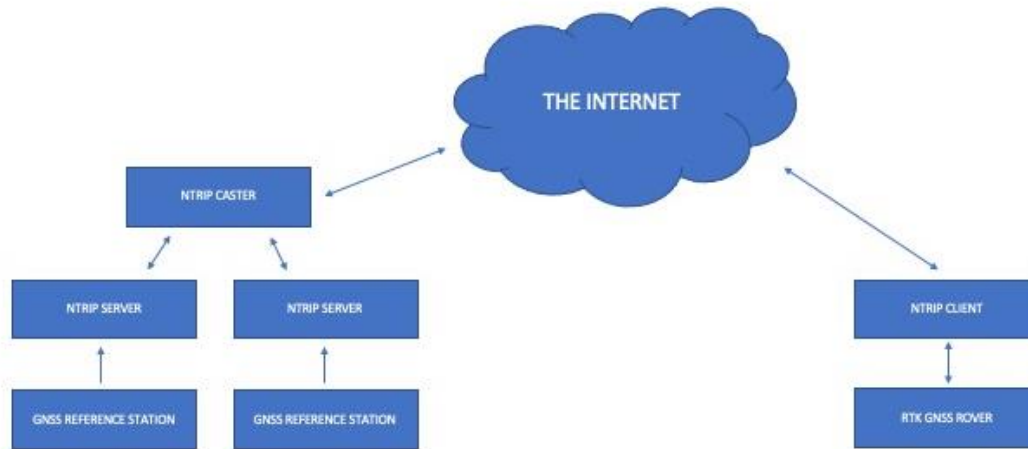 THE INTERNET
NTRIP CASTER
NTRIP SERVER
NTRIP SERVER
NTRIP CLIENT
GNSS REFERENCE STATION
GNSS REFERENCE STATION
RTK GNSS ROVER